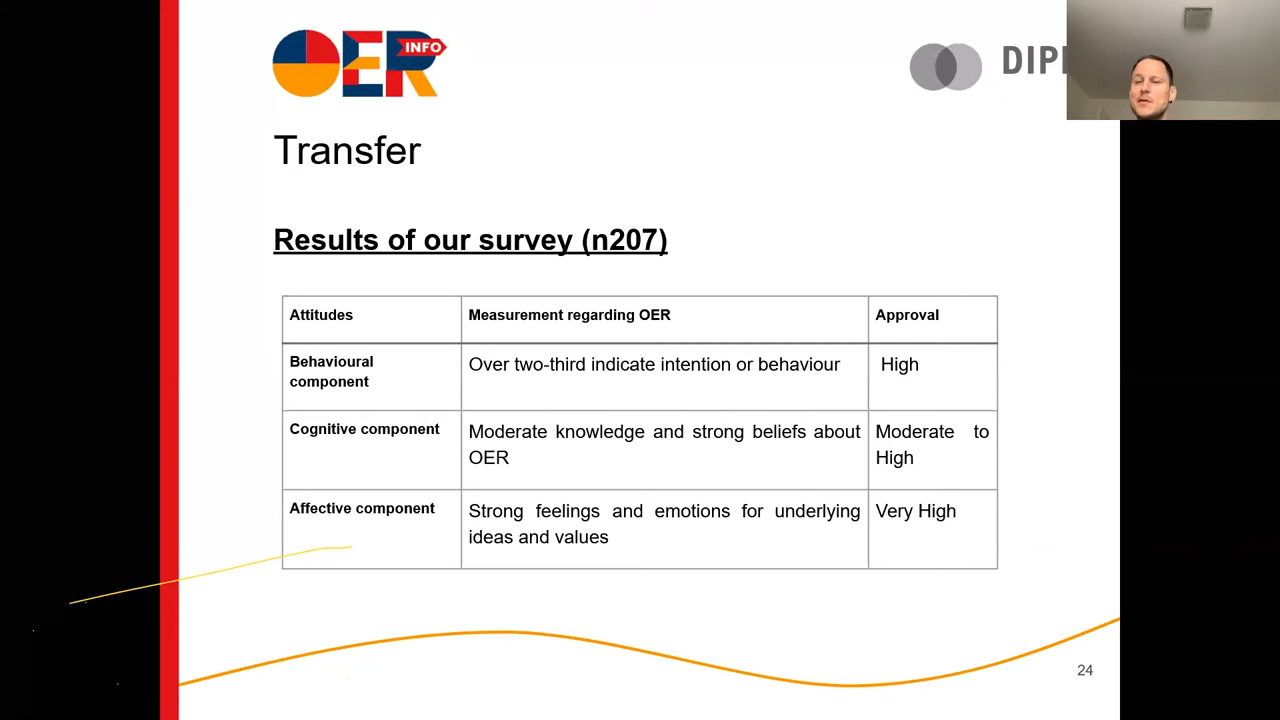 OER INFO
DIP
Transfer
Results of our survey (n207)
Attitudes Measurement regarding OER Approval
Behavioural
component
Over two-third indicate intention or behaviour
High
Cognitive component
Moderate knowledge and strong beliefs about
OER
Moderate to
High
Affective component
Strong feelings and emotions for underlying
ideas and values
Very High
24